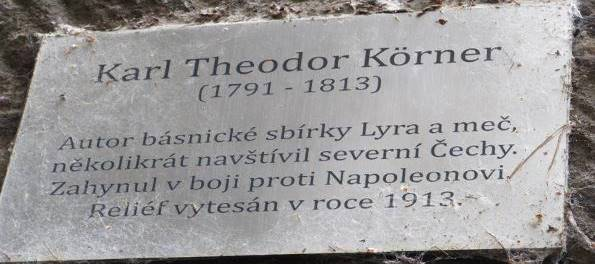 Karl Theodor Körner
(1791 - 1813)
Autor básnické sbírky Lyra a meč,
několikrát navštívil severní Čechy.
Zahynul v boji proti Napoleonovi.
Reliéf vytesán v roce 1913.